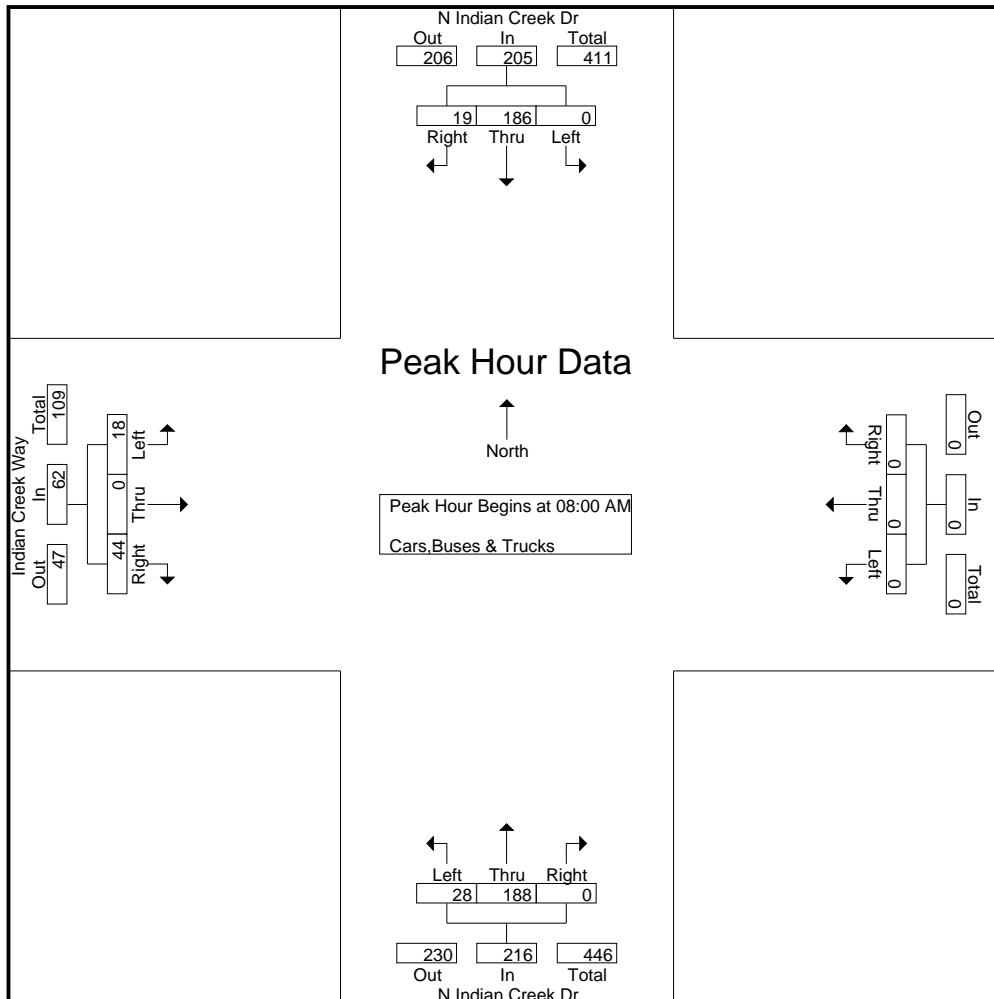 N Indian Creek Dr
Out In Total
206 205 411
19 186 0
Right Thru Left
Peak Hour Data
North
Peak Hour Begins at 08:00 AM
Cars,Buses & Trucks
Indian Creek Way
Total In Out
109 62 47
18 0 44
Left Thru Right
Out In Total
0 0 0
0 0 0
Right Thru Left
Left Thru Right
28 188 0
230 216 446
Out In Total
N Indian Creek Dr